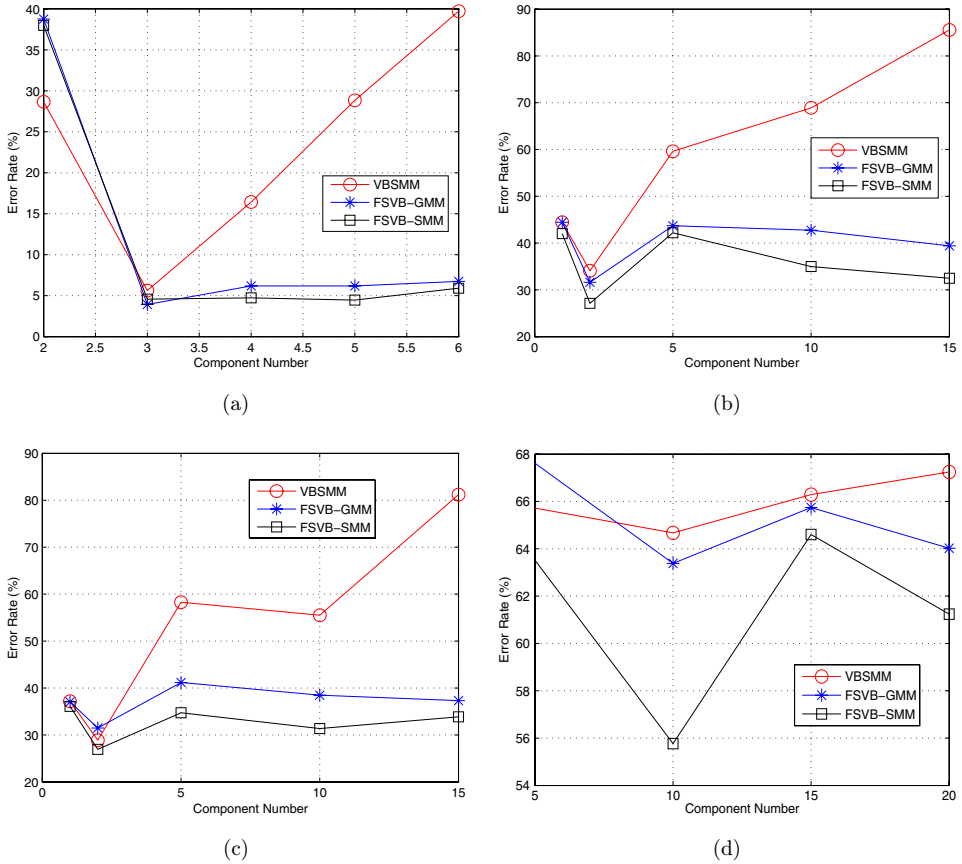 40
35
30
25
20
15
10
5
0
Error Rate (%)
2
2.5
3
3.5
4
4.5
5
5.5
6
Component Number
VBSMM
FSVB-GMM
FSVB-SMM
(a)
90
80
70
60
50
40
30
20
Error Rate (%)
0
5
10
15
Component Number
VBSMM
FSVB-GMM
FSVB-SMM
(b)
90
80
70
60
50
40
30
20
Error Rate (%)
0
5
10
15
Component Number
VBSMM
FSVB-GMM
FSVB-SMM
(c)
68
66
64
62
60
58
56
54
Error Rate (%)
5
10
15
20
Component Number
VBSMM
FSVB-GMM
FSVB-SMM
(d)